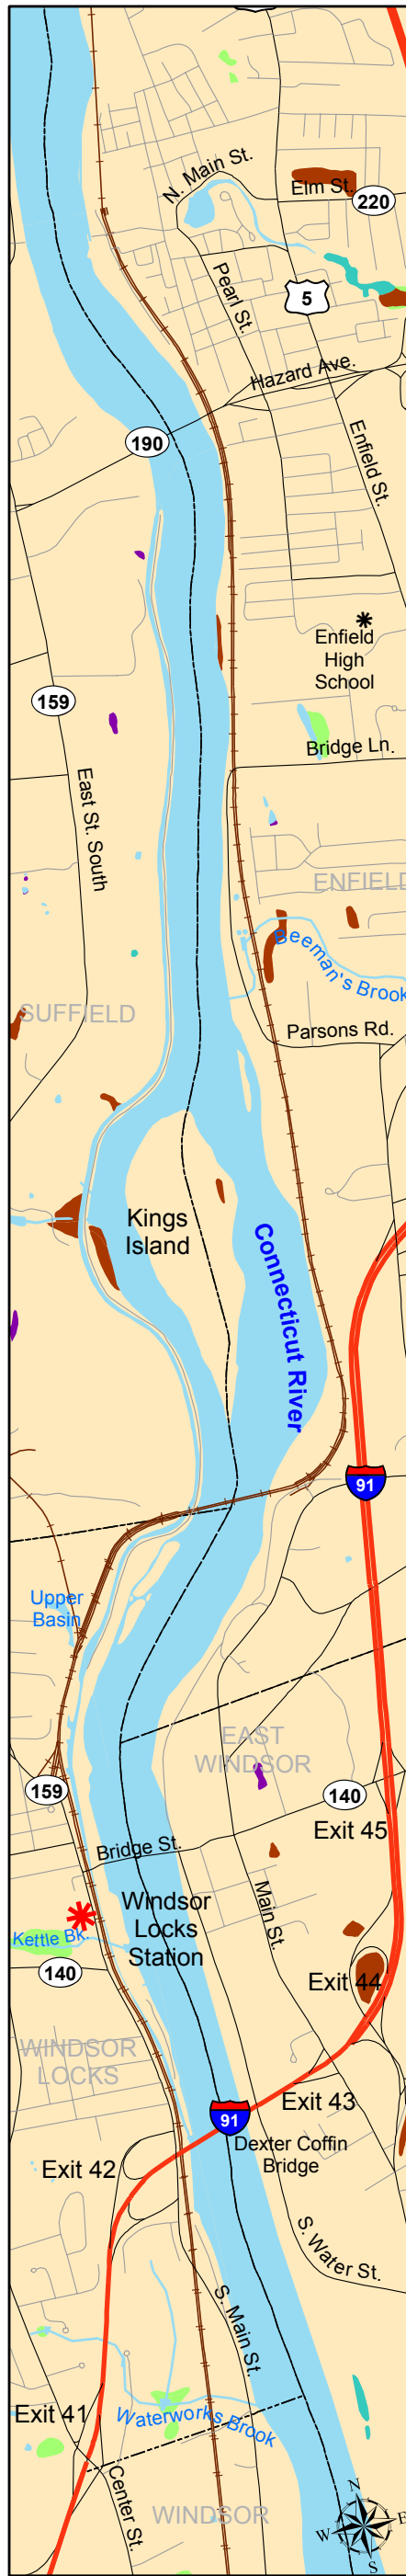 N. Main St.
Elm St.
220
Pearl St.
5
Hazard Ave.
190
Enfield St.
Enfield
High
School
159
Bridge Ln.
East St. South
ENFIELD
Beeman's Brook
SUFFIELD
Parsons Rd.
Kings
Island
Connecticut River
91
Upper
Basin
EAST
WINDSOR
159
140
Exit 45
Bridge St.
Main St.
Windsor
Locks
Station
Kettle Bk.
140
Exit 44
WINDSOR
LOCKS
Exit 43
91
Dexter Coffin
Bridge
Exit 42
S. Water St.
S. Main St.
Exit 41
Waterworks Brook
Center St.
WINDSOR
N
E
W
S